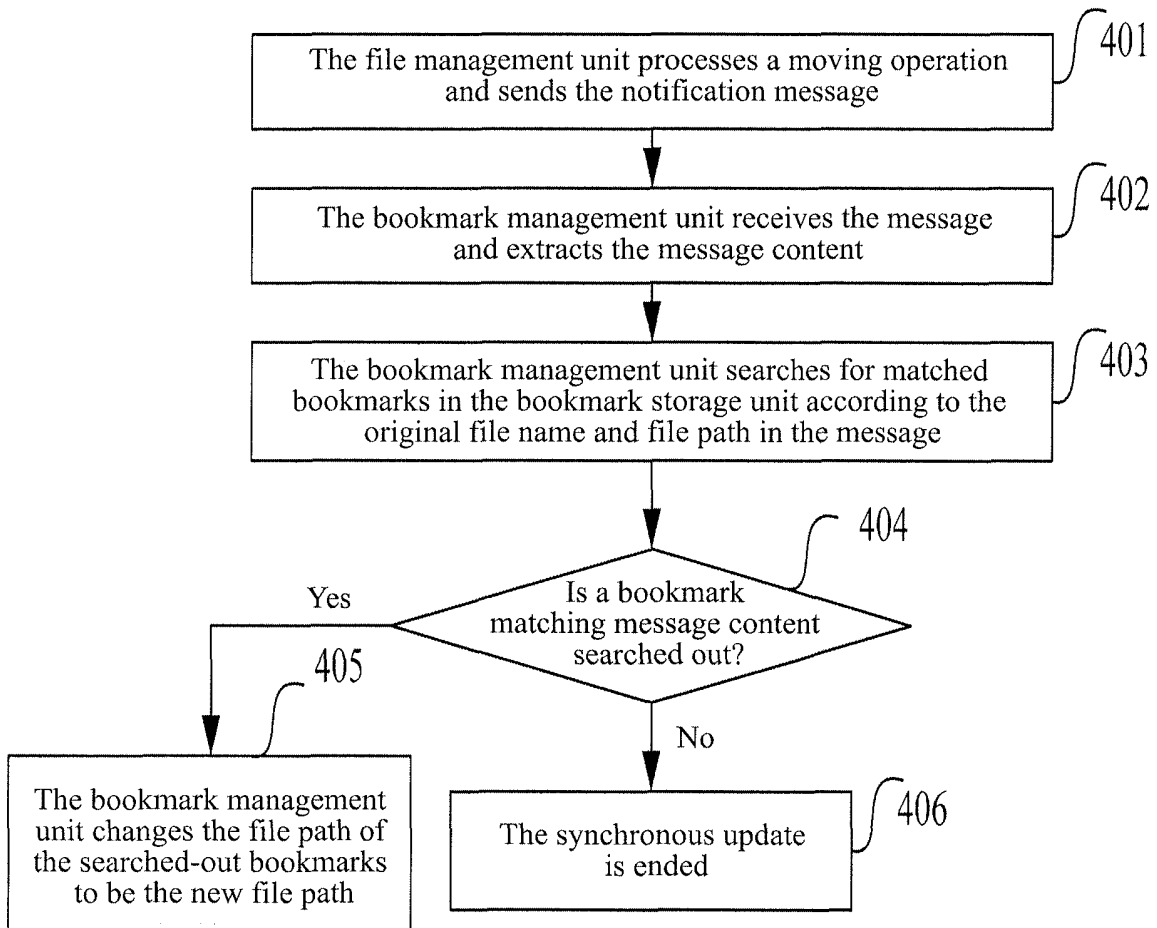 401
The file management unit processes a moving operation
and sends the notification message
402
The bookmark management unit receives the message
and extracts the message content
403
The bookmark management unit searches for matched
bookmarks in the bookmark storage unit according to the
original file name and file path in the message
404
Is a bookmark
matching message content
searched out?
Yes
405
No
The bookmark management
unit changes the file path of
the searched-out bookmarks
to be the new file path
406
The synchronous update
is ended